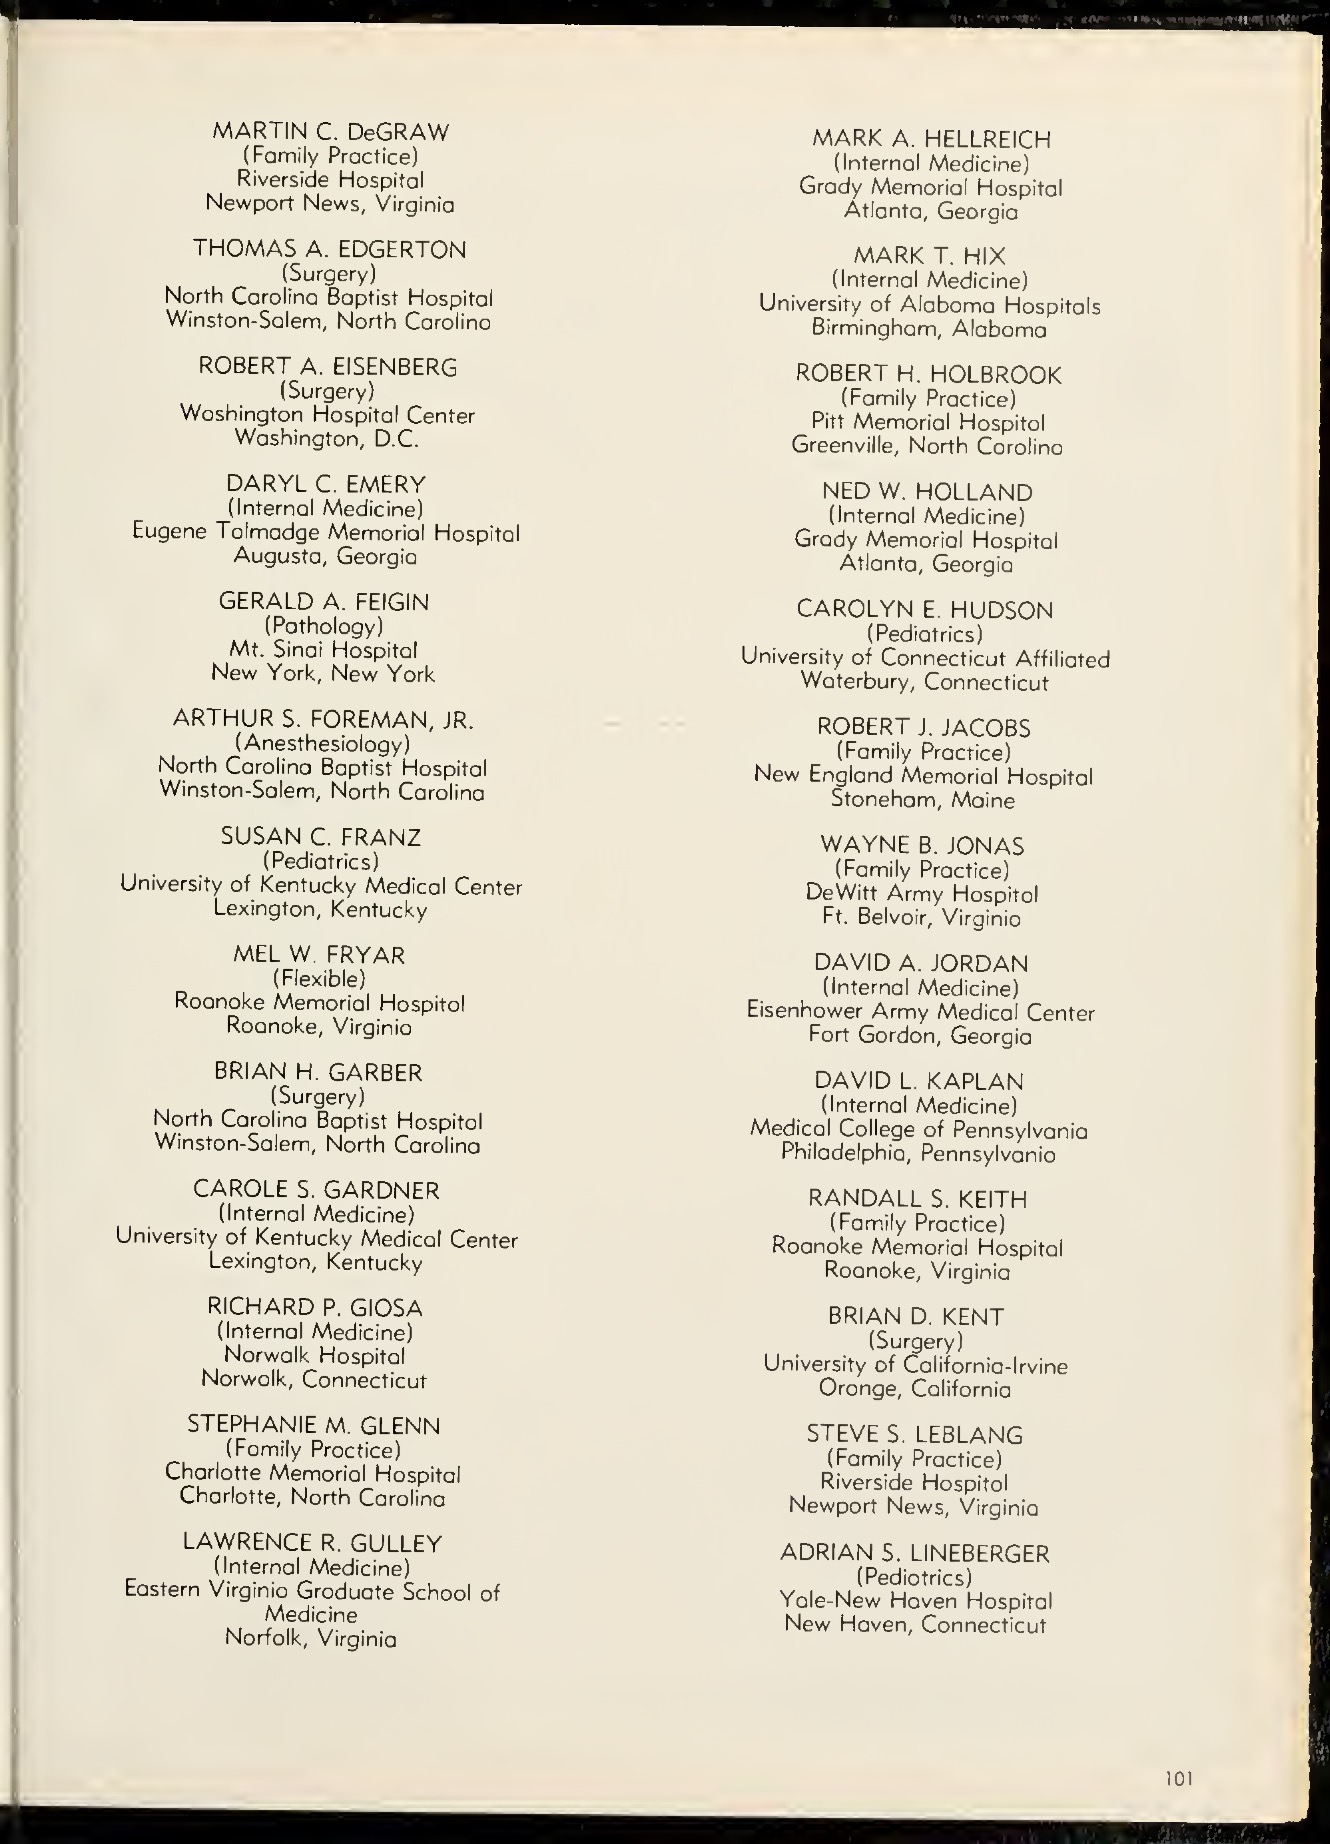 MARTIN C. DeGRAW
(Family Practice)
Riverside Hospital
Newport News, Virginia
THOMAS A. EDGERTON
(Surgery)
North Carolina Baptist Hospital
Winston-Salem, North Carolina
ROBERT A. EISENBERG
(Surgery)
Washington Hospital Center
Washington, D.C.
DARYL C. EMERY
(Internal Medicine)
Eugene Talmadge Memorial Hospital
Augusta, Georgia
GERALD A. FEIGIN
(Pathology)
Mt. Sinai Hospital
New York, New York
ARTHUR S. FOREMAN, JR.
(Anesthesiology)
North Carolina Baptist Hospital
Winston-Salem, North Carolina
SUSAN C. FRANZ
(Pediatrics)
University of Kentucky Medical Center
Lexington, Kentucky
MEL W. FRYAR
(Flexible)
Roanoke Memorial Hospital
Roanoke, Virginia
BRIAN H. GARBER
(Surgery)
North Carolina Baptist Hospital
Winston-Salem, North Carolina
CAROLE S. GARDNER
(Internal Medicine)
University of Kentucky Medical Center
Lexington, Kentucky
RICHARD P. GIOSA
(Internal Medicine)
Norwalk Hospital
Norwalk, Connecticut
STEPHANIE M. GLENN
(Family Practice)
Charlotte Memorial Hospital
Charlotte, North Carolina
LAWRENCE R. GULLEY
(Internal Medicine)
Eastern Virginia Graduate School of
Medicine
Norfolk, Virginia
MARK A. HELLREICH
(Internal Medicine)
Grady Memorial Hospital
Atlanta, Georgia
MARK T. HIX
(Internal Medicine)
University of Alabama Hospitals
Birmingham, Alabama
ROBERT H. HOLBROOK
(Family Practice)
Pitt Memorial Hospital
Greenville, North Carolina
NED W. HOLLAND
(Internal Medicine)
Grady Memorial Hospital
Atlanta, Georgia
CAROLYN E. HUDSON
(Pediatrics)
University of Connecticut Affiliated
Waterbury, Connecticut
ROBERT J. JACOBS
(Family Practice)
New England Memorial Hospital
Stoneham, Maine
WAYNE B. JONAS
(Family Practice)
DeWitt Army Hospital
Ft. Belvoir, Virginia
DAVID A. JORDAN
(Internal Medicine)
Eisenhower Army Medical Center
Fort Gordon, Georgia
DAVID L. KAPLAN
(Internal Medicine)
Medical College of Pennsylvania
Philadelphia, Pennsylvania
RANDALL S. KEITH
(Family Practice)
Roanoke Memorial Hospital
Roanoke, Virginia
BRIAN D. KENT
(Surgery)
University of California-Irvine
Orange, California
STEVE S. LEBLANG
(Family Practice)
Riverside Hospital
Newport News, Virginia
ADRIAN S. LINEBERGER
(Pediatrics)
Yale-New Haven Hospital
New Haven, Connecticut
101